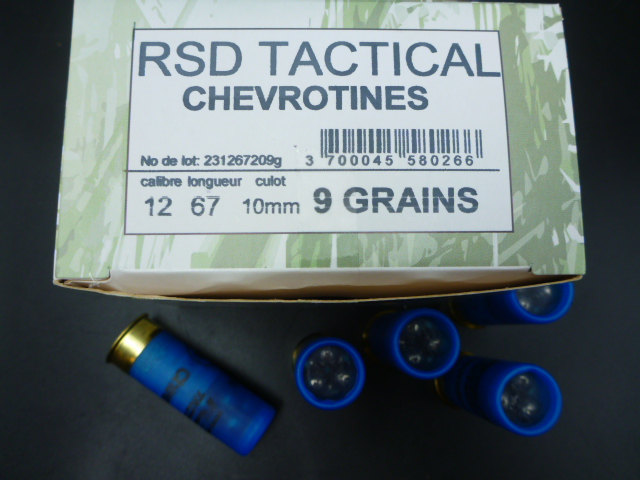 RSD TACTICAL
CHEVROTINES
No de lot: 231267209g
3 700045 580266
calibre longueur culot
12 67 10mm 9 GRAINS